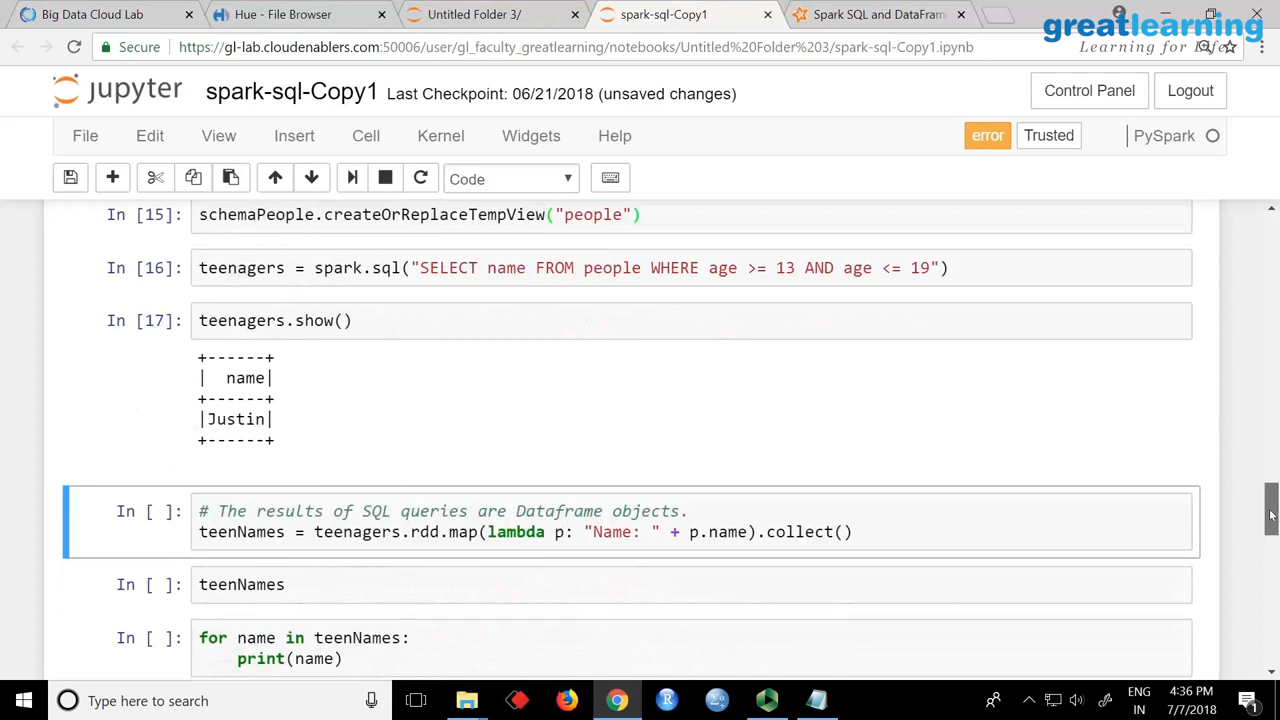 Big Data Cloud Lab
Hue - File Browser
Untitled Folder 3/
spark-sql-Copy1
Spark SQL and DataFram
greatlearning
Learning for Life
Secure
https://gl-lab.cloudenablers.com:50006/user/gl_faculty_greatlearning/notebooks/Untitled%20Folder%203/spark-sql-Copy1.ipynb
jupyter
spark-sql-Copy1 Last Checkpoint: 06/21/2018 (unsaved changes)
Control Panel
Logout
File Edit View Insert Cell Kernel Widgets Help
error
Trusted
PySpark
Code
In [15]: schemaPeople.createOrReplaceTempView("people")
In [16]: teenagers = spark.sql("SELECT name FROM people WHERE age >= 13 AND age <= 19")
In [17]: teenagers.show()
+------+
|  name|
+------+
|Justin|
+------+
In [ ]: # The results of SQL queries are Dataframe objects.
teenNames = teenagers.rdd.map(lambda p: "Name: " + p.name).collect()
In [ ]: teenNames
In [ ]: for name in teenNames:
print(name)
Type here to search
ENG
IN
4:36 PM
7/7/2018
1